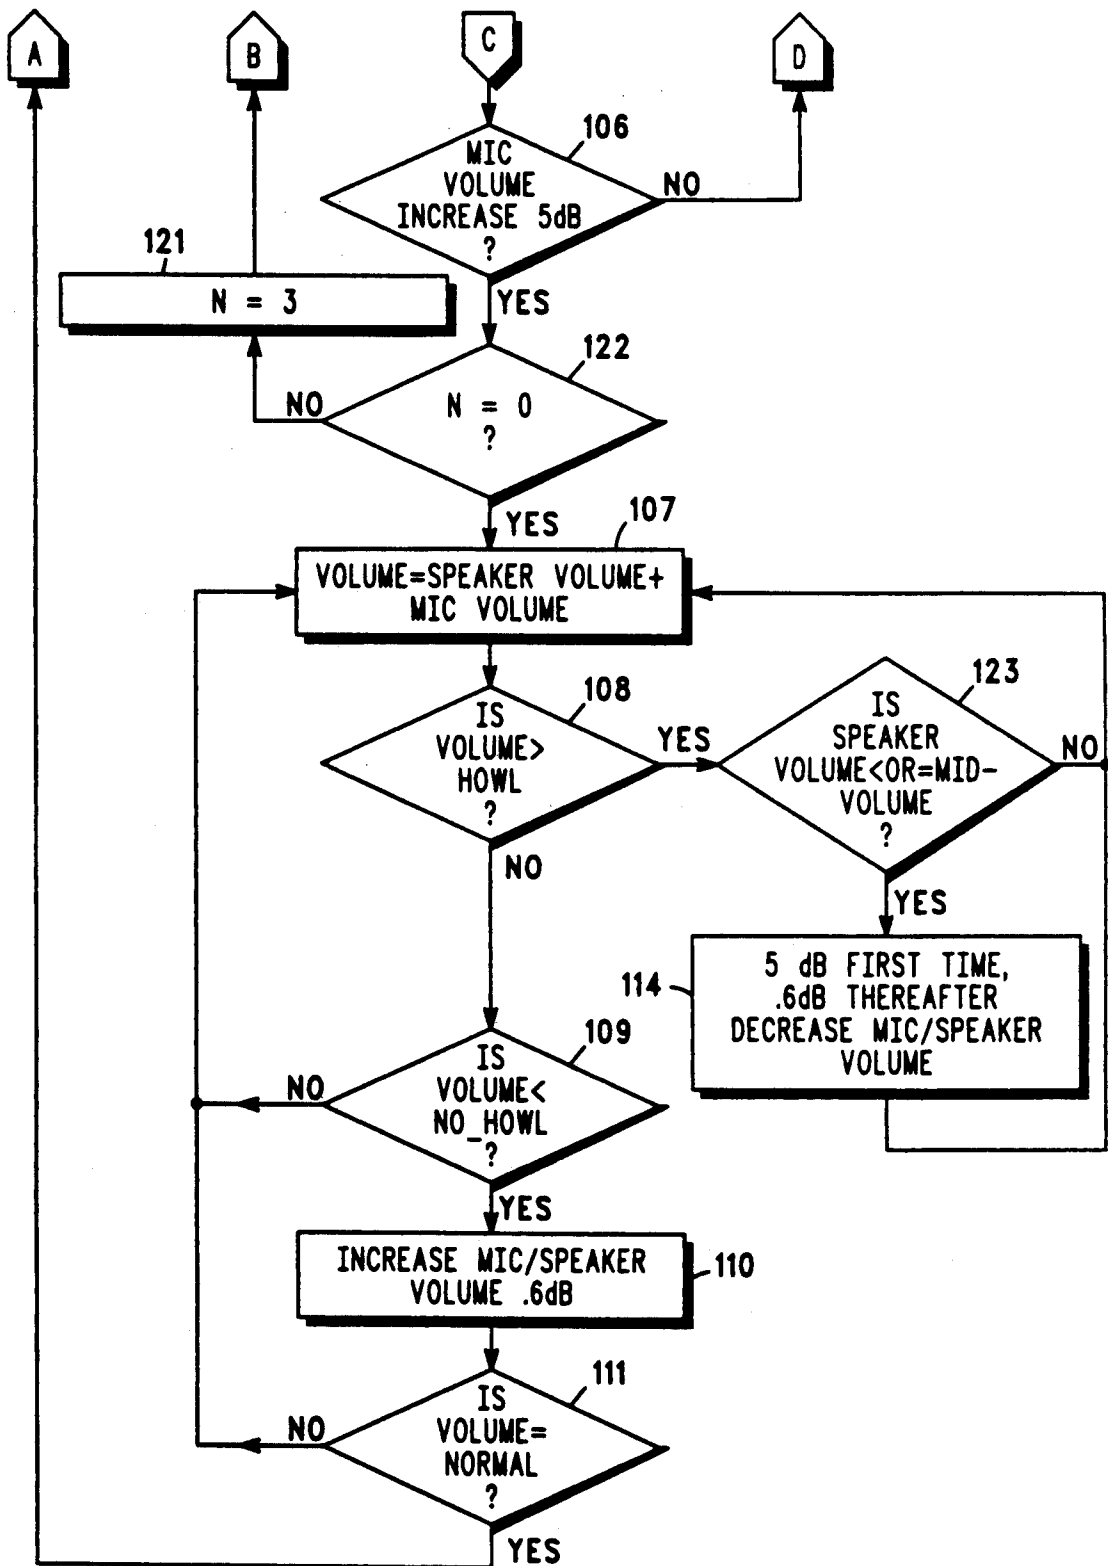 A
B
C
D
106
MIC
VOLUME
INCREASE 5dB
?
NO
121
N = 3
YES
122
NO
N = 0
?
YES
107
VOLUME=SPEAKER VOLUME+
MIC VOLUME
108
IS
VOLUME>
HOWL
?
YES
123
IS
SPEAKER
VOLUME<OR=MID-
VOLUME
?
NO
NO
YES
114
5 dB FIRST TIME,
.6dB THEREAFTER
DECREASE MIC/SPEAKER
VOLUME
109
IS
VOLUME<
NO_HOWL
?
NO
YES
INCREASE MIC/SPEAKER
VOLUME .6dB
110
111
IS
VOLUME=
NORMAL
?
NO
YES